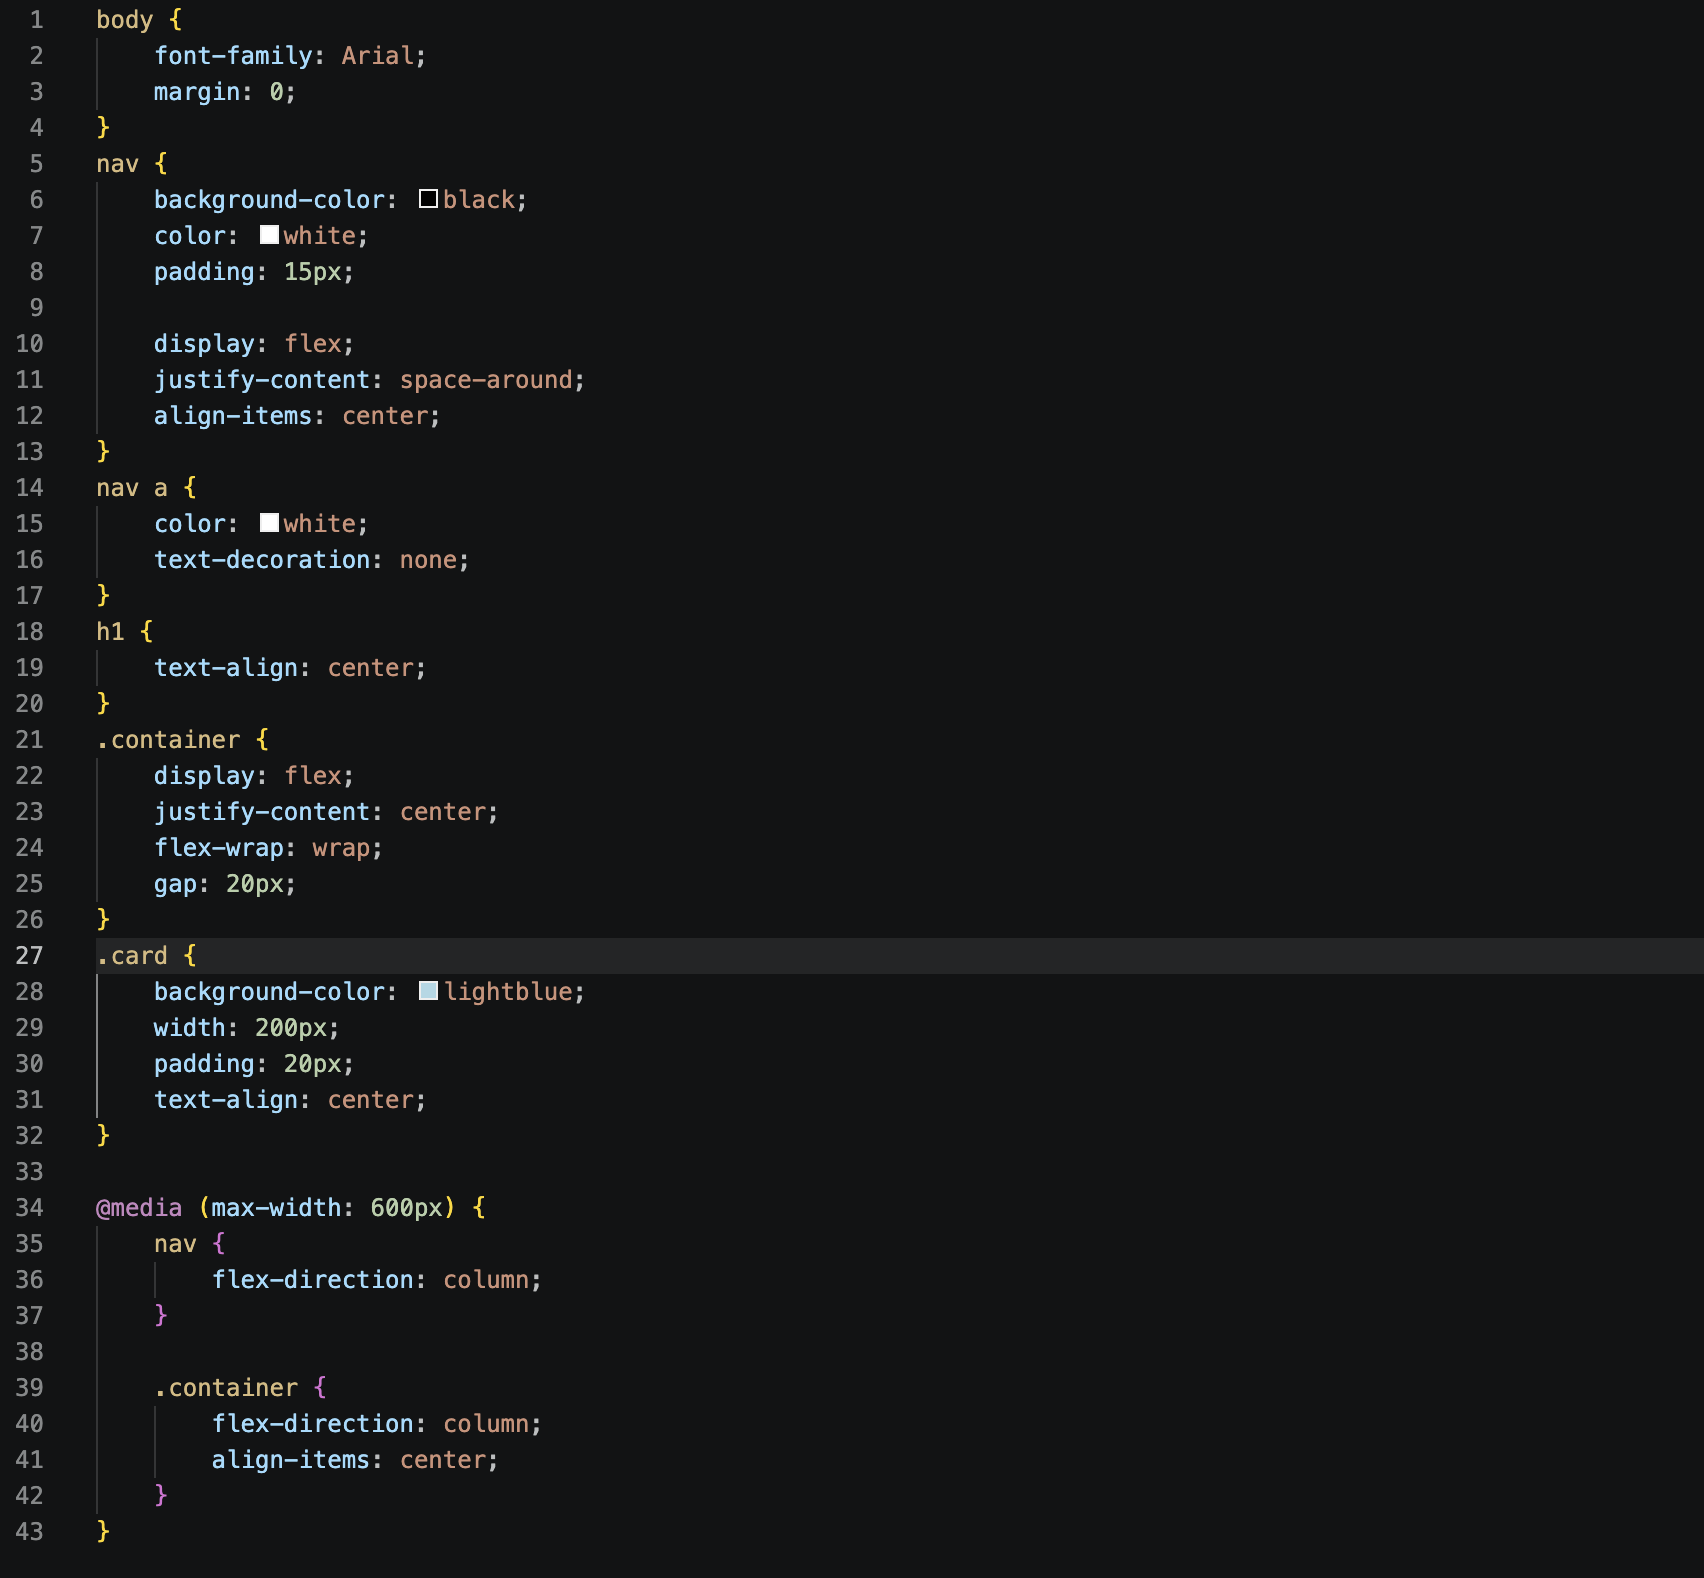 1 body {
2     font-family: Arial;
3     margin: 0;
4 }
5 nav {
6     background-color: black;
7     color: white;
8     padding: 15px;
9
10     display: flex;
11     justify-content: space-around;
12     align-items: center;
13 }
14 nav a {
15     color: white;
16     text-decoration: none;
17 }
18 h1 {
19     text-align: center;
20 }
21 .container {
22     display: flex;
23     justify-content: center;
24     flex-wrap: wrap;
25     gap: 20px;
26 }
27 .card {
28     background-color: lightblue;
29     width: 200px;
30     padding: 20px;
31     text-align: center;
32 }
33
34 @media (max-width: 600px) {
35     nav {
36         flex-direction: column;
37     }
38
39     .container {
40         flex-direction: column;
41         align-items: center;
42     }
43 }